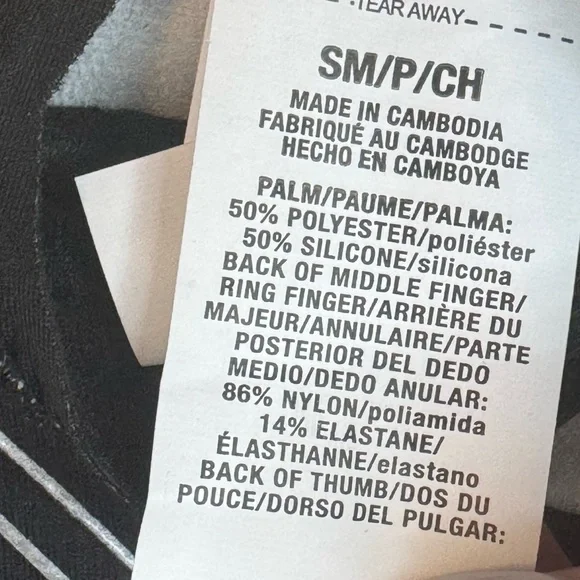 TEAR AWAY
SM/P/CH
MADE IN CAMBODIA
FABRIQUÉ AU CAMBODGE
HECHO EN CAMBOYA
PALM/PAUME/PALMA:
50% POLYESTER/poliéster
50% SILICONE/silicona
BACK OF MIDDLE FINGER/
RING FINGER/ARRIÈRE DU
MAJEUR/ANNULAIRE/PARTE
POSTERIOR DEL DEDO
MEDIO/DEDO ANULAR:
86% NYLON/poliamida
14% ELASTANE/
ÉLASTHANNE/elastano
BACK OF THUMB/DOS DU
POUCE/DORSO DEL PULGAR: